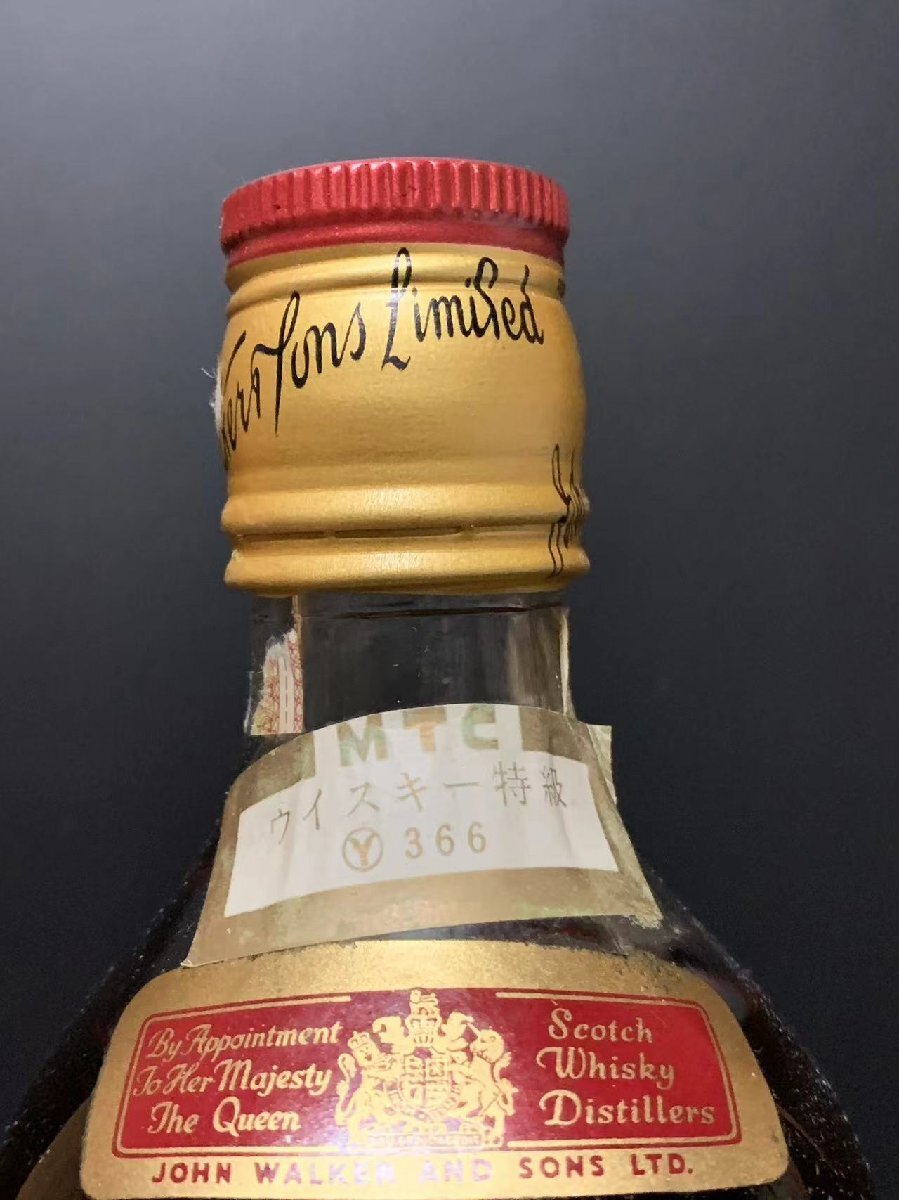 Sons Limited
MTC
ウイスキー特級
Ⓨ 366
By Appointment
To Her Majesty
The Queen
Scotch
Whisky
Distillers
JOHN WALKER AND SONS LTD.